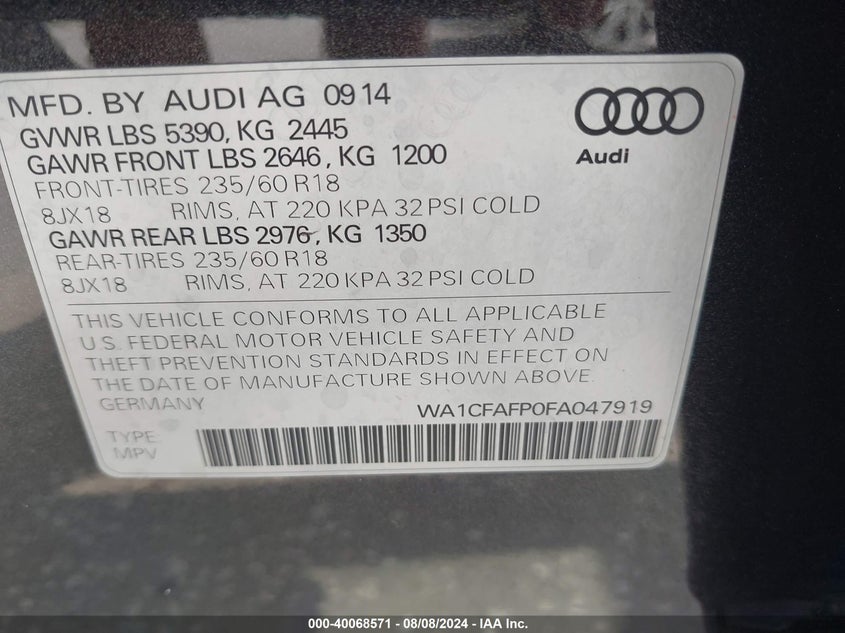 MFD. BY AUDI AG 0914
GVWR LBS 5390, KG 2445
GAWR FRONT LBS 2646, KG 1200
FRONT-TIRES 235/60 R18
8JX18 RIMS, AT 220 KPA 32 PSI COLD
GAWR REAR LBS 2976, KG 1350
REAR-TIRES 235/60 R18
8JX18 RIMS, AT 220 KPA 32 PSI COLD
Audi
THIS VEHICLE CONFORMS TO ALL APPLICABLE
U.S. FEDERAL MOTOR VEHICLE SAFETY AND
THEFT PREVENTION STANDARDS IN EFFECT ON
THE DATE OF MANUFACTURE SHOWN ABOVE.
GERMANY
WA1CFAFP0FA047919
TYPE:
MPV
000-40068571 | 08/08/2024 — IAA Inc.